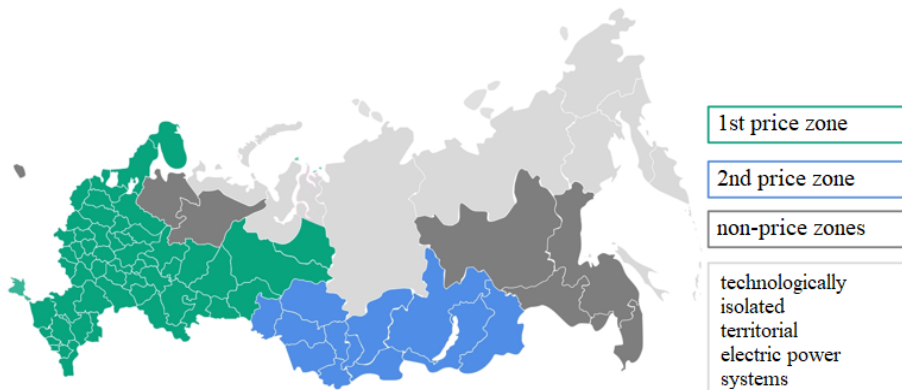 1st price zone
2nd price zone
non-price zones
technologically
isolated
territorial
electric power
systems